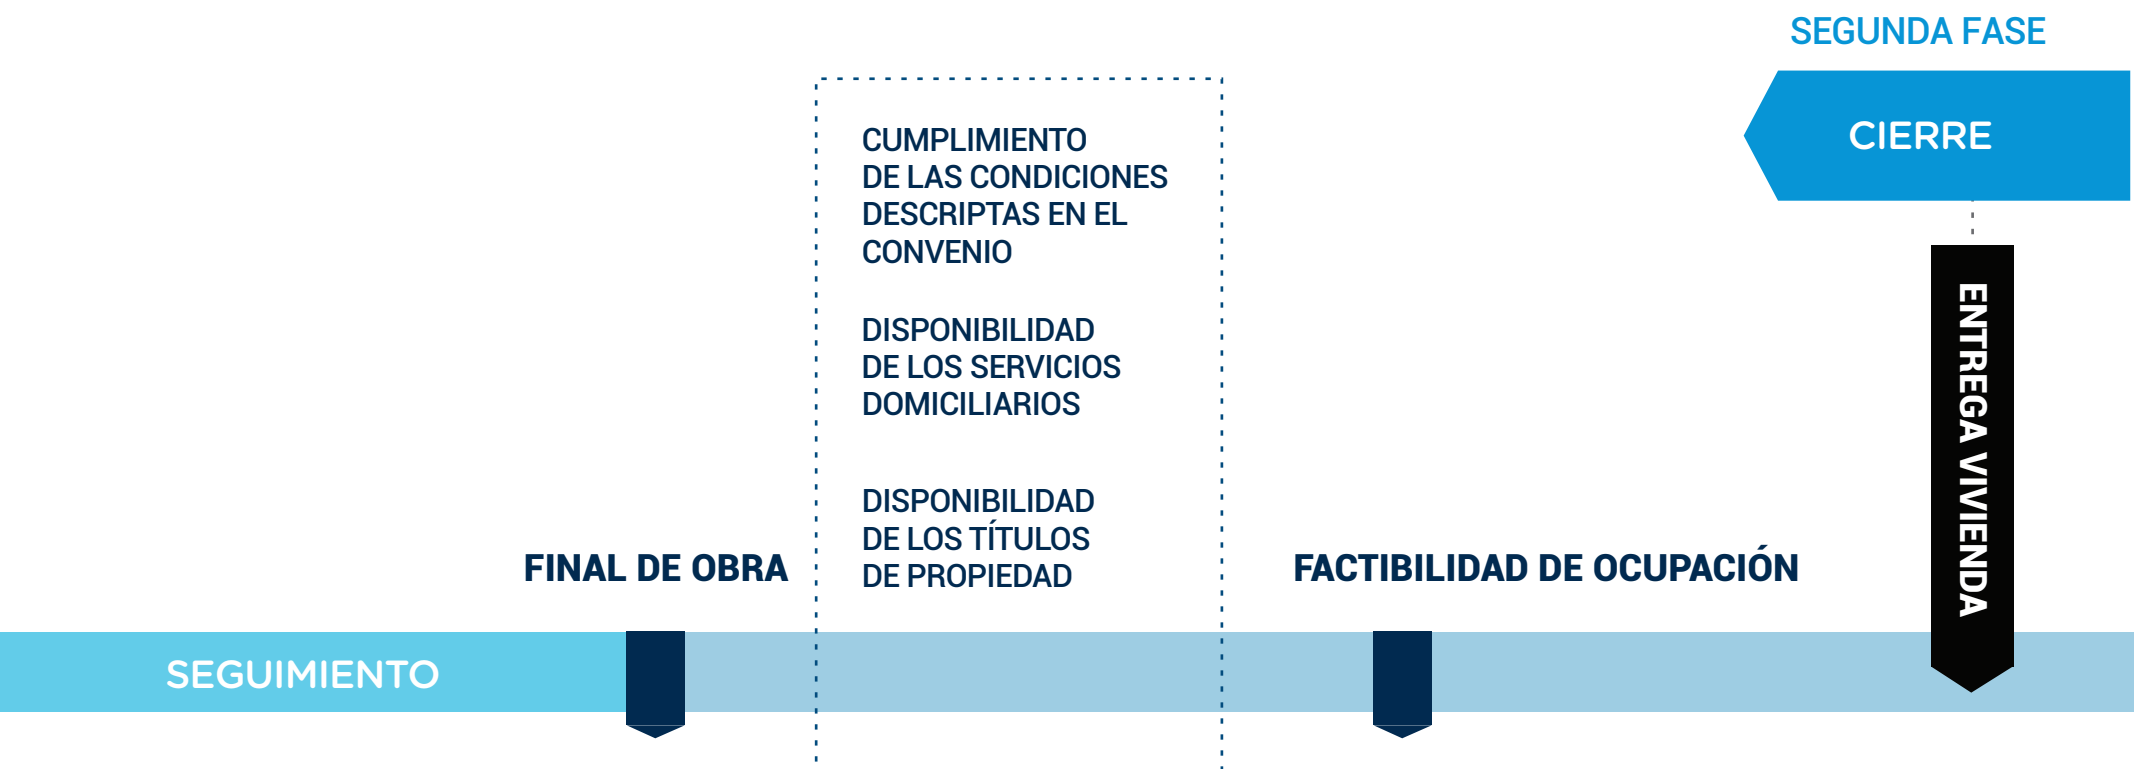 SEGUNDA FASE
CIERRE
CUMPLIMIENTO
DE LAS CONDICIONES
DESCRIPTAS EN EL
CONVENIO
DISPONIBILIDAD
DE LOS SERVICIOS
DOMICILIARIOS
DISPONIBILIDAD
DE LOS TÍTULOS
DE PROPIEDAD
FINAL DE OBRA
FACTIBILIDAD DE OCUPACIÓN
ENTREGA VIVIENDA
SEGUIMIENTO